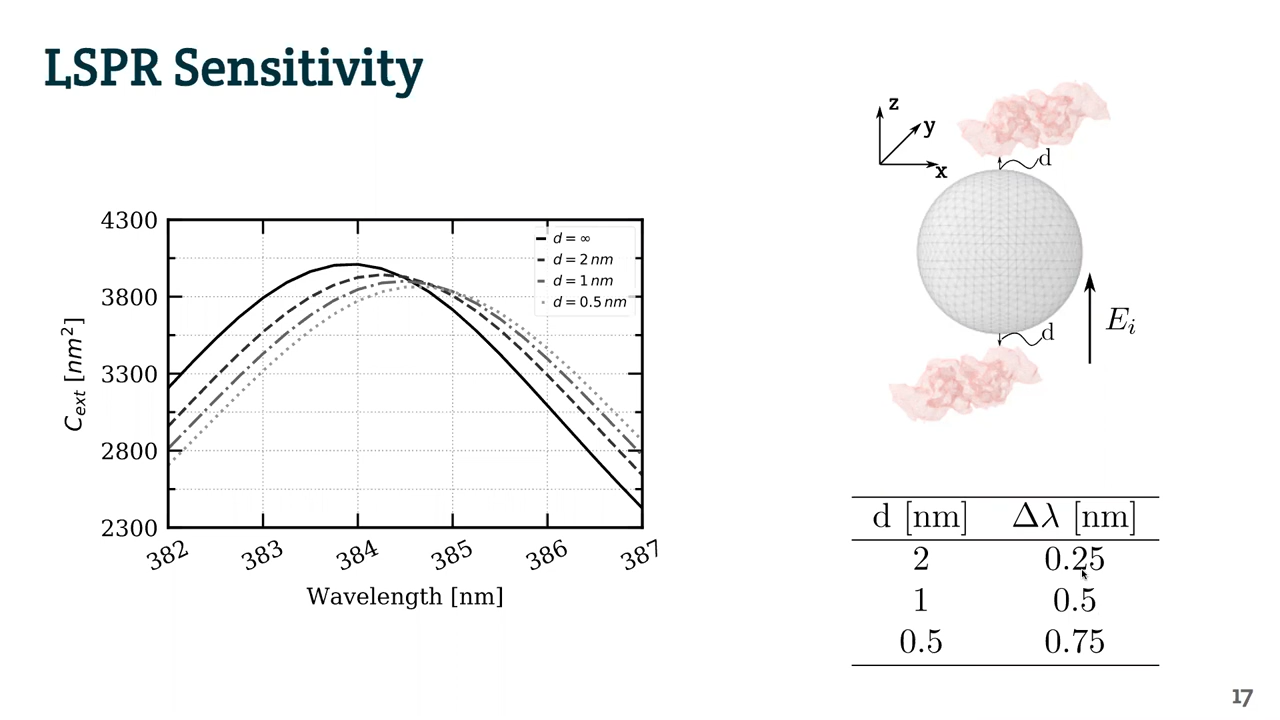 LSPR Sensitivity
4300
3800
3300
2800
2300
C_ext [nm²]
382 383 384 385 386 387
Wavelength [nm]
d = ∞
d = 2 nm
d = 1 nm
d = 0.5 nm
z
y
x
d
d
E_i
d [nm] Δλ [nm]
2 0.25
1 0.5
0.5 0.75
17